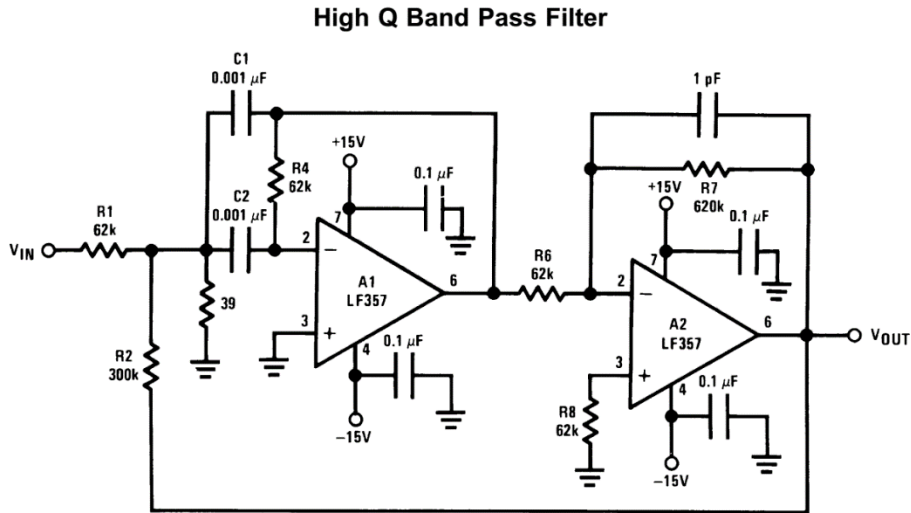 High Q Band Pass Filter
C1
0.001 µF
1 pF
+15V
R4
62k
0.1 µF
R7
620k
+15V
0.1 µF
C2
0.001 µF
R1
62k
VIN
7
2
−
A1
LF357
6
3
+
4
39
R2
300k
0.1 µF
−15V
R6
62k
7
2
−
A2
LF357
6
VOUT
3
+
4
R8
62k
0.1 µF
−15V